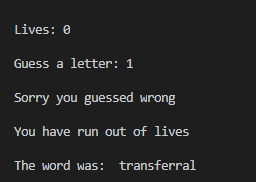 Lives: 0
Guess a letter: 1
Sorry you guessed wrong
You have run out of lives
The word was:  transferral